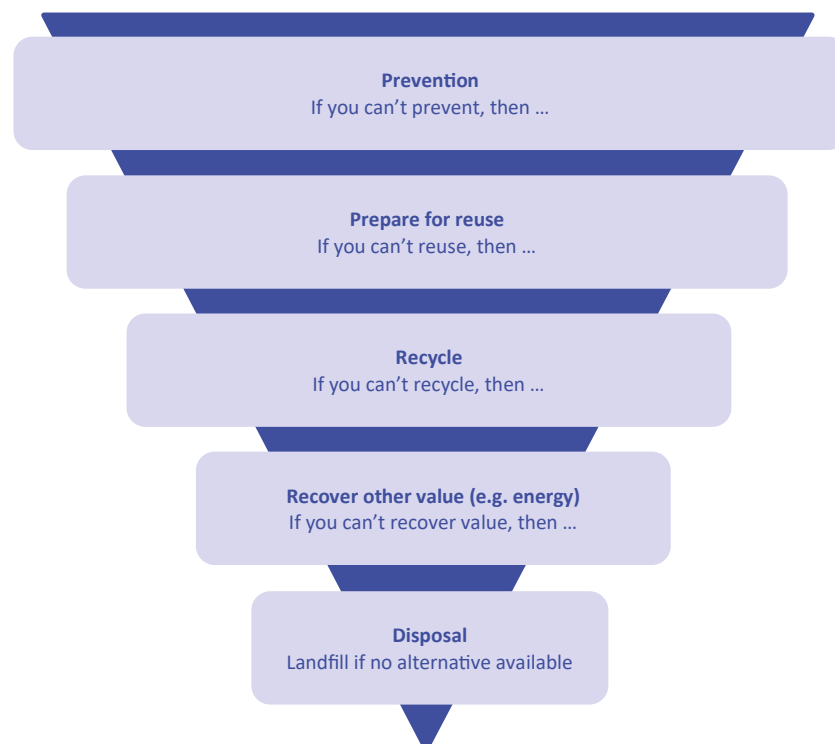 Prevention
If you can’t prevent, then …
Prepare for reuse
If you can’t reuse, then …
Recycle
If you can’t recycle, then …
Recover other value (e.g. energy)
If you can’t recover value, then …
Disposal
Landfill if no alternative available